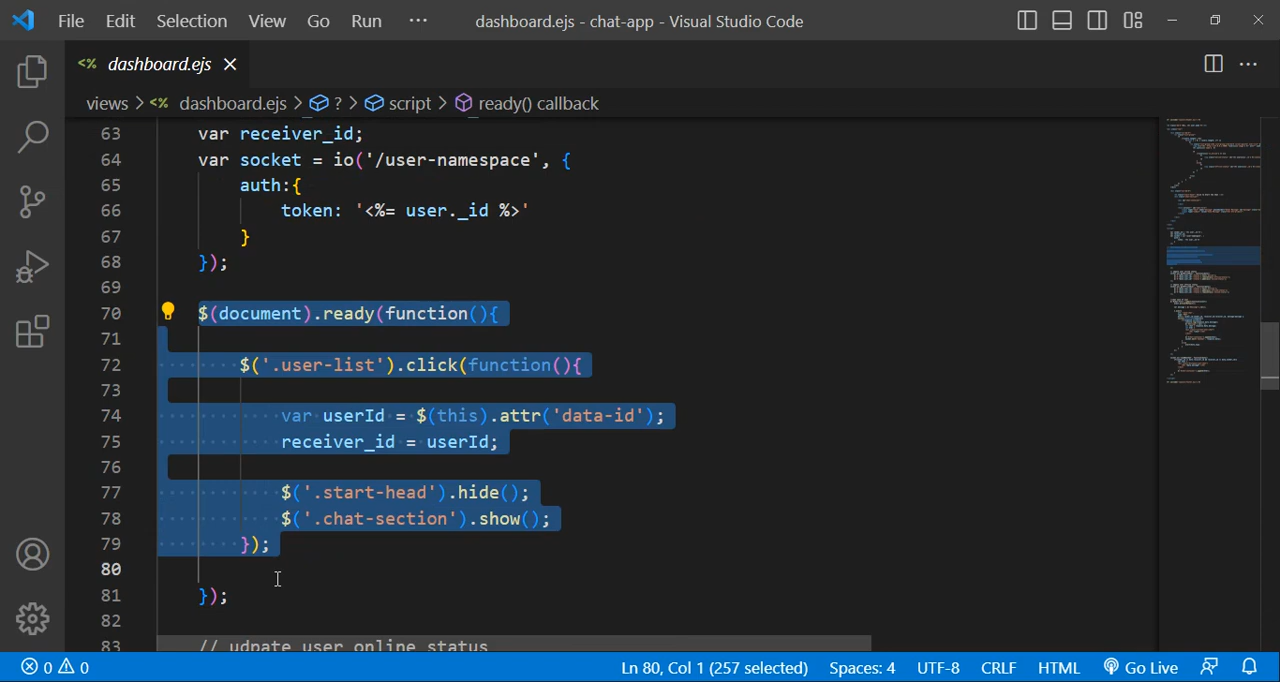 File Edit Selection View Go Run ··· dashboard.ejs - chat-app - Visual Studio Code
<% dashboard.ejs
views > <% dashboard.ejs > ? > script > ready() callback
63 var receiver_id;
64 var socket = io('/user-namespace', {
65 auth:{
66 token: '<%= user._id %>'
67 }
68 });
69
70 $(document).ready(function(){
71
72 $('.user-list').click(function(){
73
74 var userId = $(this).attr('data-id');
75 receiver_id = userId;
76
77 $('.start-head').hide();
78 $('.chat-section').show();
79 });
80
81 });
82
83 // udpate user online status
0 0 Ln 80, Col 1 (257 selected) Spaces: 4 UTF-8 CRLF HTML Go Live